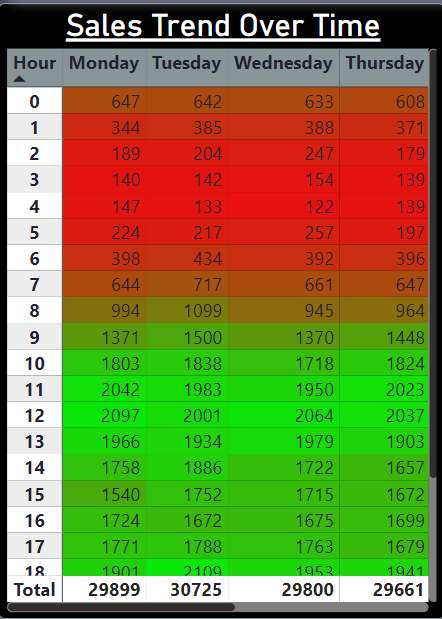 Sales Trend Over Time
Hour Monday Tuesday Wednesday Thursday
0 647 642 633 608
1 344 385 388 371
2 189 204 247 179
3 140 142 154 139
4 147 133 122 139
5 224 217 257 197
6 398 434 392 396
7 644 717 661 647
8 994 1099 945 964
9 1371 1500 1370 1448
10 1803 1838 1718 1824
11 2042 1983 1950 2023
12 2097 2001 2064 2037
13 1966 1934 1979 1903
14 1758 1886 1722 1657
15 1540 1752 1715 1672
16 1724 1672 1675 1699
17 1771 1788 1763 1679
18 1901 2109 1953 1941
Total 29899 30725 29800 29661